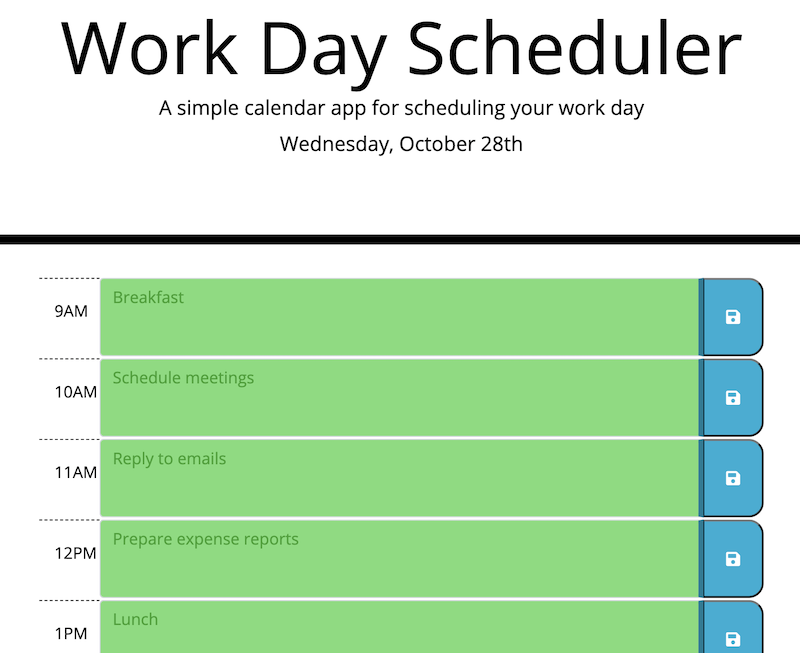 Work Day Scheduler
A simple calendar app for scheduling your work day
Wednesday, October 28th
9AM Breakfast
10AM Schedule meetings
11AM Reply to emails
12PM Prepare expense reports
1PM Lunch